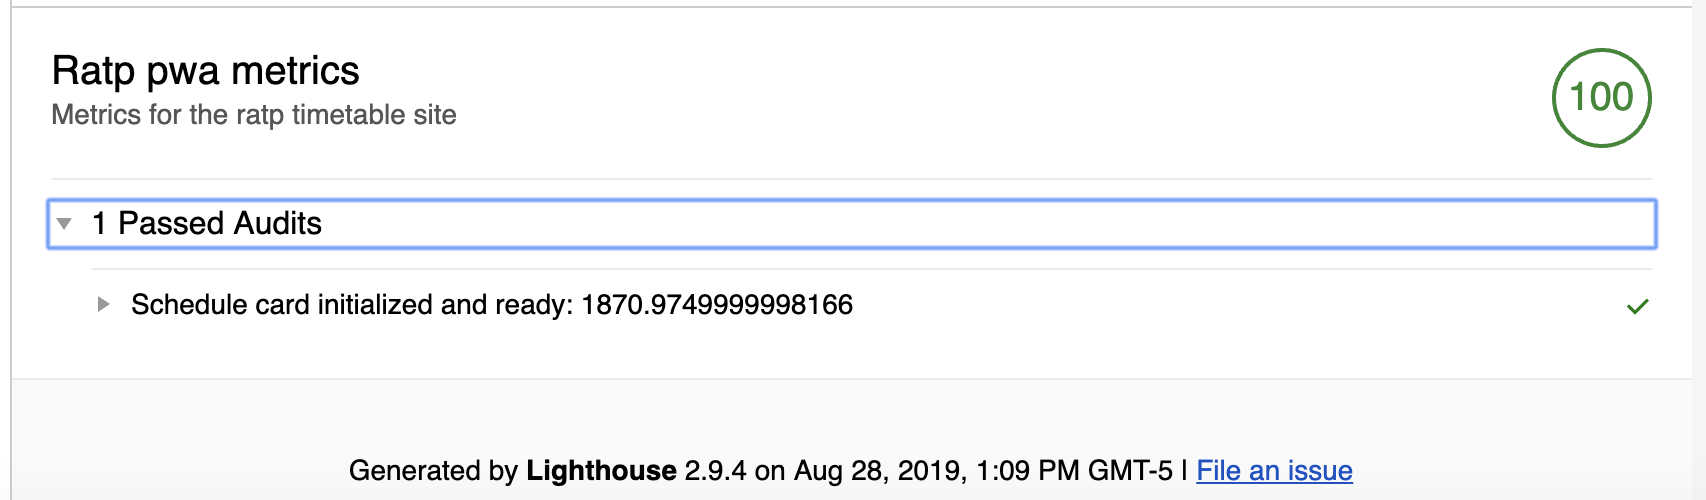 Ratp pwa metrics
Metrics for the ratp timetable site
100
1 Passed Audits
Schedule card initialized and ready: 1870.9749999998166
Generated by Lighthouse 2.9.4 on Aug 28, 2019, 1:09 PM GMT-5 | File an issue